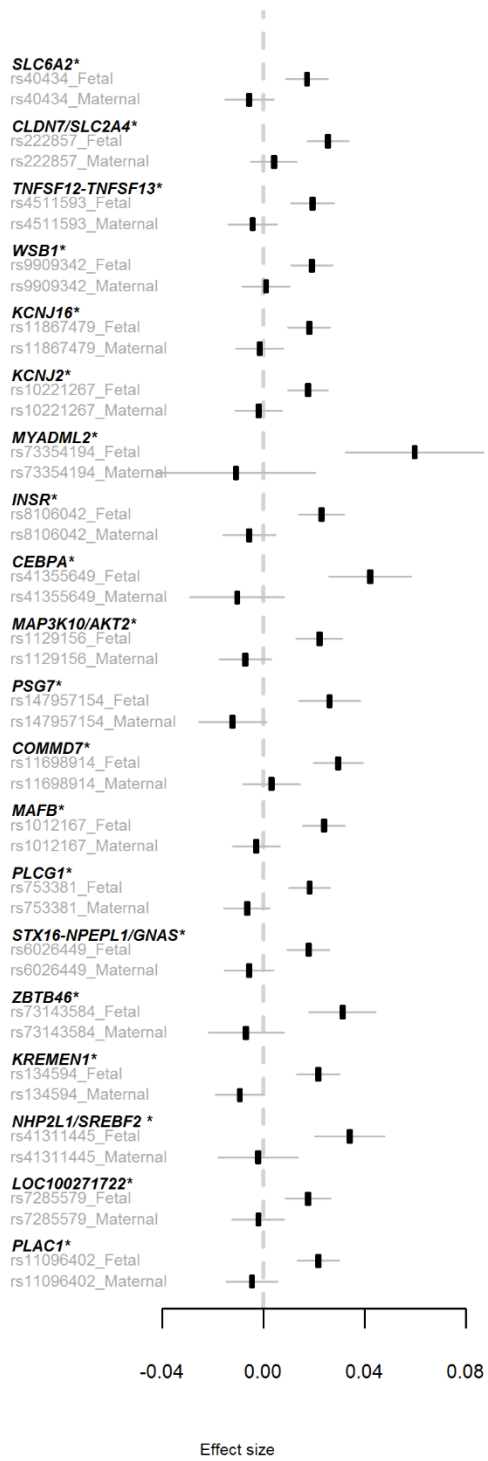 SLC6A2*
rs40434_Fetal
rs40434_Maternal
CLDN7/SLC2A4*
rs222857_Fetal
rs222857_Maternal
TNFSF12-TNFSF13*
rs4511593_Fetal
rs4511593_Maternal
WSB1*
rs9909342_Fetal
rs9909342_Maternal
KCNJ16*
rs11867479_Fetal
rs11867479_Maternal
KCNJ2*
rs10221267_Fetal
rs10221267_Maternal
MYADML2*
rs73354194_Fetal
rs73354194_Maternal
INSR*
rs8106042_Fetal
rs8106042_Maternal
CEBPA*
rs41355649_Fetal
rs41355649_Maternal
MAP3K10/AKT2*
rs1129156_Fetal
rs1129156_Maternal
PSG7*
rs147957154_Fetal
rs147957154_Maternal
COMMD7*
rs11698914_Fetal
rs11698914_Maternal
MAFB*
rs1012167_Fetal
rs1012167_Maternal
PLCG1*
rs753381_Fetal
rs753381_Maternal
STX16-NPEPL1/GNAS*
rs6026449_Fetal
rs6026449_Maternal
ZBTB46*
rs73143584_Fetal
rs73143584_Maternal
KREMEN1*
rs134594_Fetal
rs134594_Maternal
NHP2L1/SREBF2 *
rs41311445_Fetal
rs41311445_Maternal
LOC100271722*
rs7285579_Fetal
rs7285579_Maternal
PLAC1*
rs11096402_Fetal
rs11096402_Maternal
-0.04 0.00 0.04 0.08
Effect size